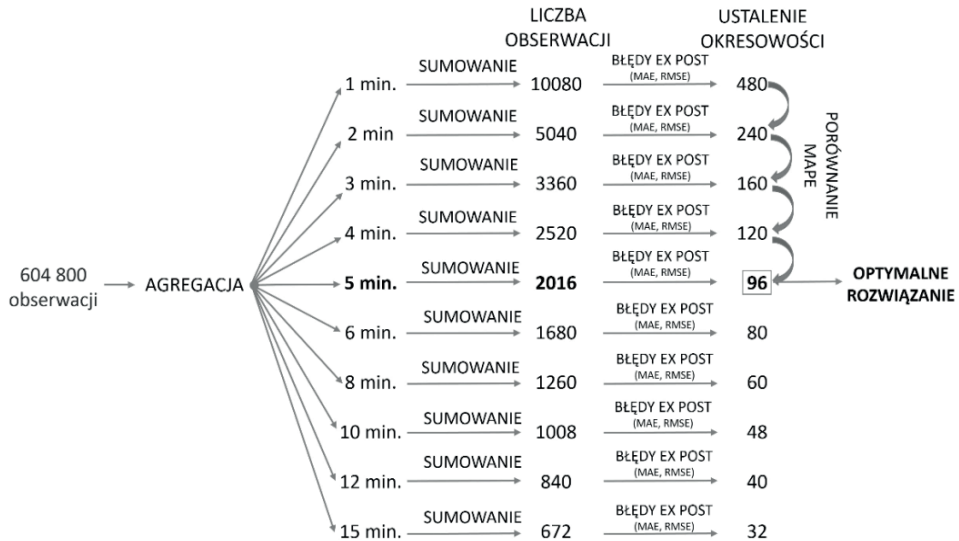 LICZBA
OBSERWACJI
USTALENIE
OKRESOWOŚCI
1 min.
SUMOWANIE
10080
BŁĘDY EX POST
(MAE, RMSE)
480
2 min
SUMOWANIE
5040
BŁĘDY EX POST
(MAE, RMSE)
240
3 min.
SUMOWANIE
3360
BŁĘDY EX POST
(MAE, RMSE)
160
4 min.
SUMOWANIE
2520
BŁĘDY EX POST
(MAE, RMSE)
120
PORÓWNANIE
MAPE
604 800
obserwacji
AGREGACJA
5 min.
SUMOWANIE
2016
BŁĘDY EX POST
(MAE, RMSE)
96
OPTYMALNE
ROZWIĄZANIE
6 min.
SUMOWANIE
1680
BŁĘDY EX POST
(MAE, RMSE)
80
8 min.
SUMOWANIE
1260
BŁĘDY EX POST
(MAE, RMSE)
60
10 min.
SUMOWANIE
1008
BŁĘDY EX POST
(MAE, RMSE)
48
12 min.
SUMOWANIE
840
BŁĘDY EX POST
(MAE, RMSE)
40
15 min.
SUMOWANIE
672
BŁĘDY EX POST
(MAE, RMSE)
32